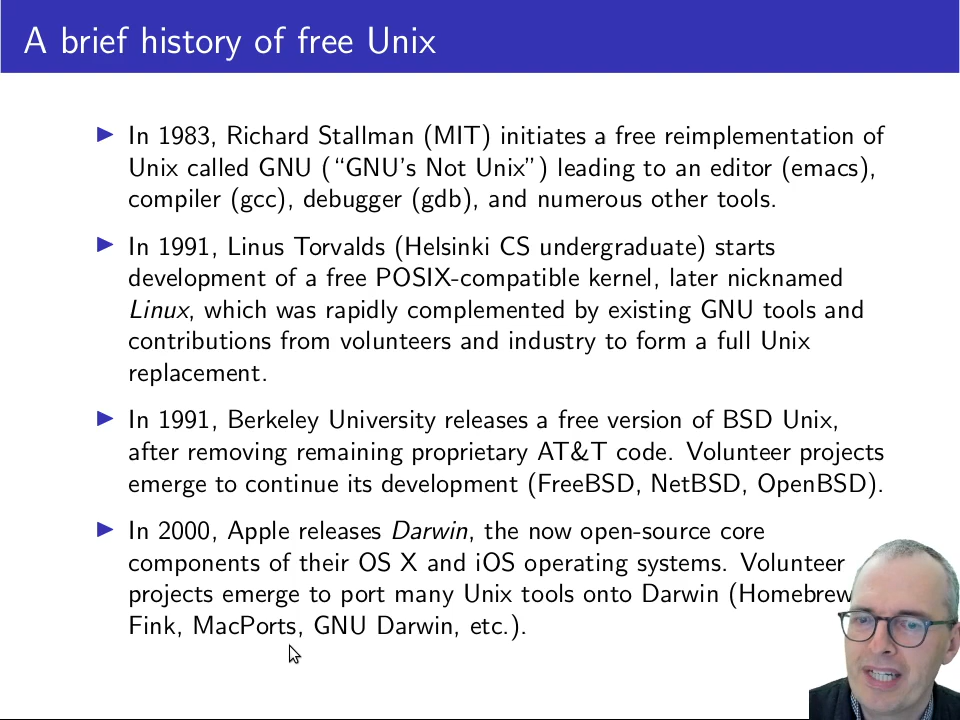 A brief history of free Unix
▶ In 1983, Richard Stallman (MIT) initiates a free reimplementation of
Unix called GNU (“GNU’s Not Unix”) leading to an editor (emacs),
compiler (gcc), debugger (gdb), and numerous other tools.
▶ In 1991, Linus Torvalds (Helsinki CS undergraduate) starts
development of a free POSIX-compatible kernel, later nicknamed
Linux, which was rapidly complemented by existing GNU tools and
contributions from volunteers and industry to form a full Unix
replacement.
▶ In 1991, Berkeley University releases a free version of BSD Unix,
after removing remaining proprietary AT&T code. Volunteer projects
emerge to continue its development (FreeBSD, NetBSD, OpenBSD).
▶ In 2000, Apple releases Darwin, the now open-source core
components of their OS X and iOS operating systems. Volunteer
projects emerge to port many Unix tools onto Darwin (Homebrew
Fink, MacPorts, GNU Darwin, etc.).